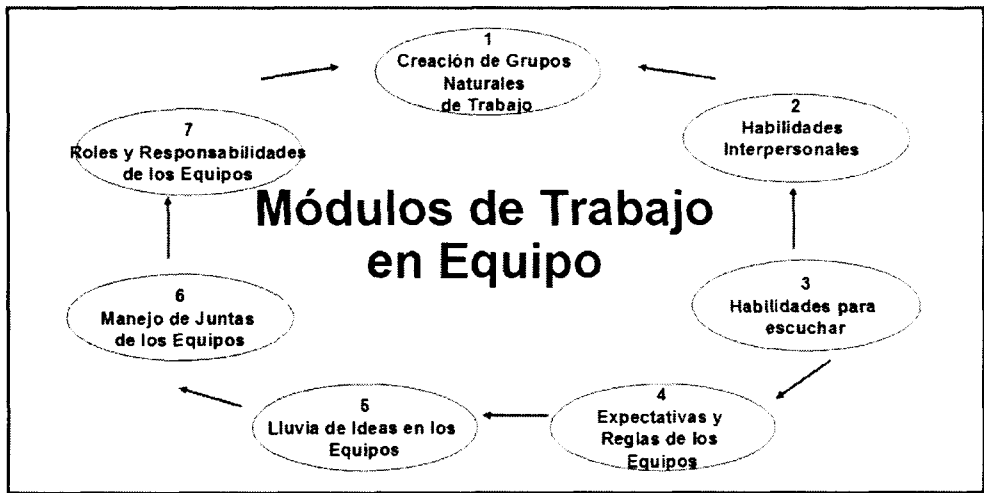 1
Creación de Grupos
Naturales
de Trabajo
2
Habilidades
Interpersonales
3
Habilidades para
escuchar
4
Expectativas y
Reglas de los
Equipos
5
Lluvia de Ideas en los
Equipos
6
Manejo de Juntas
de los Equipos
7
Roles y Responsabilidades
de los Equipos
Módulos de Trabajo
en Equipo